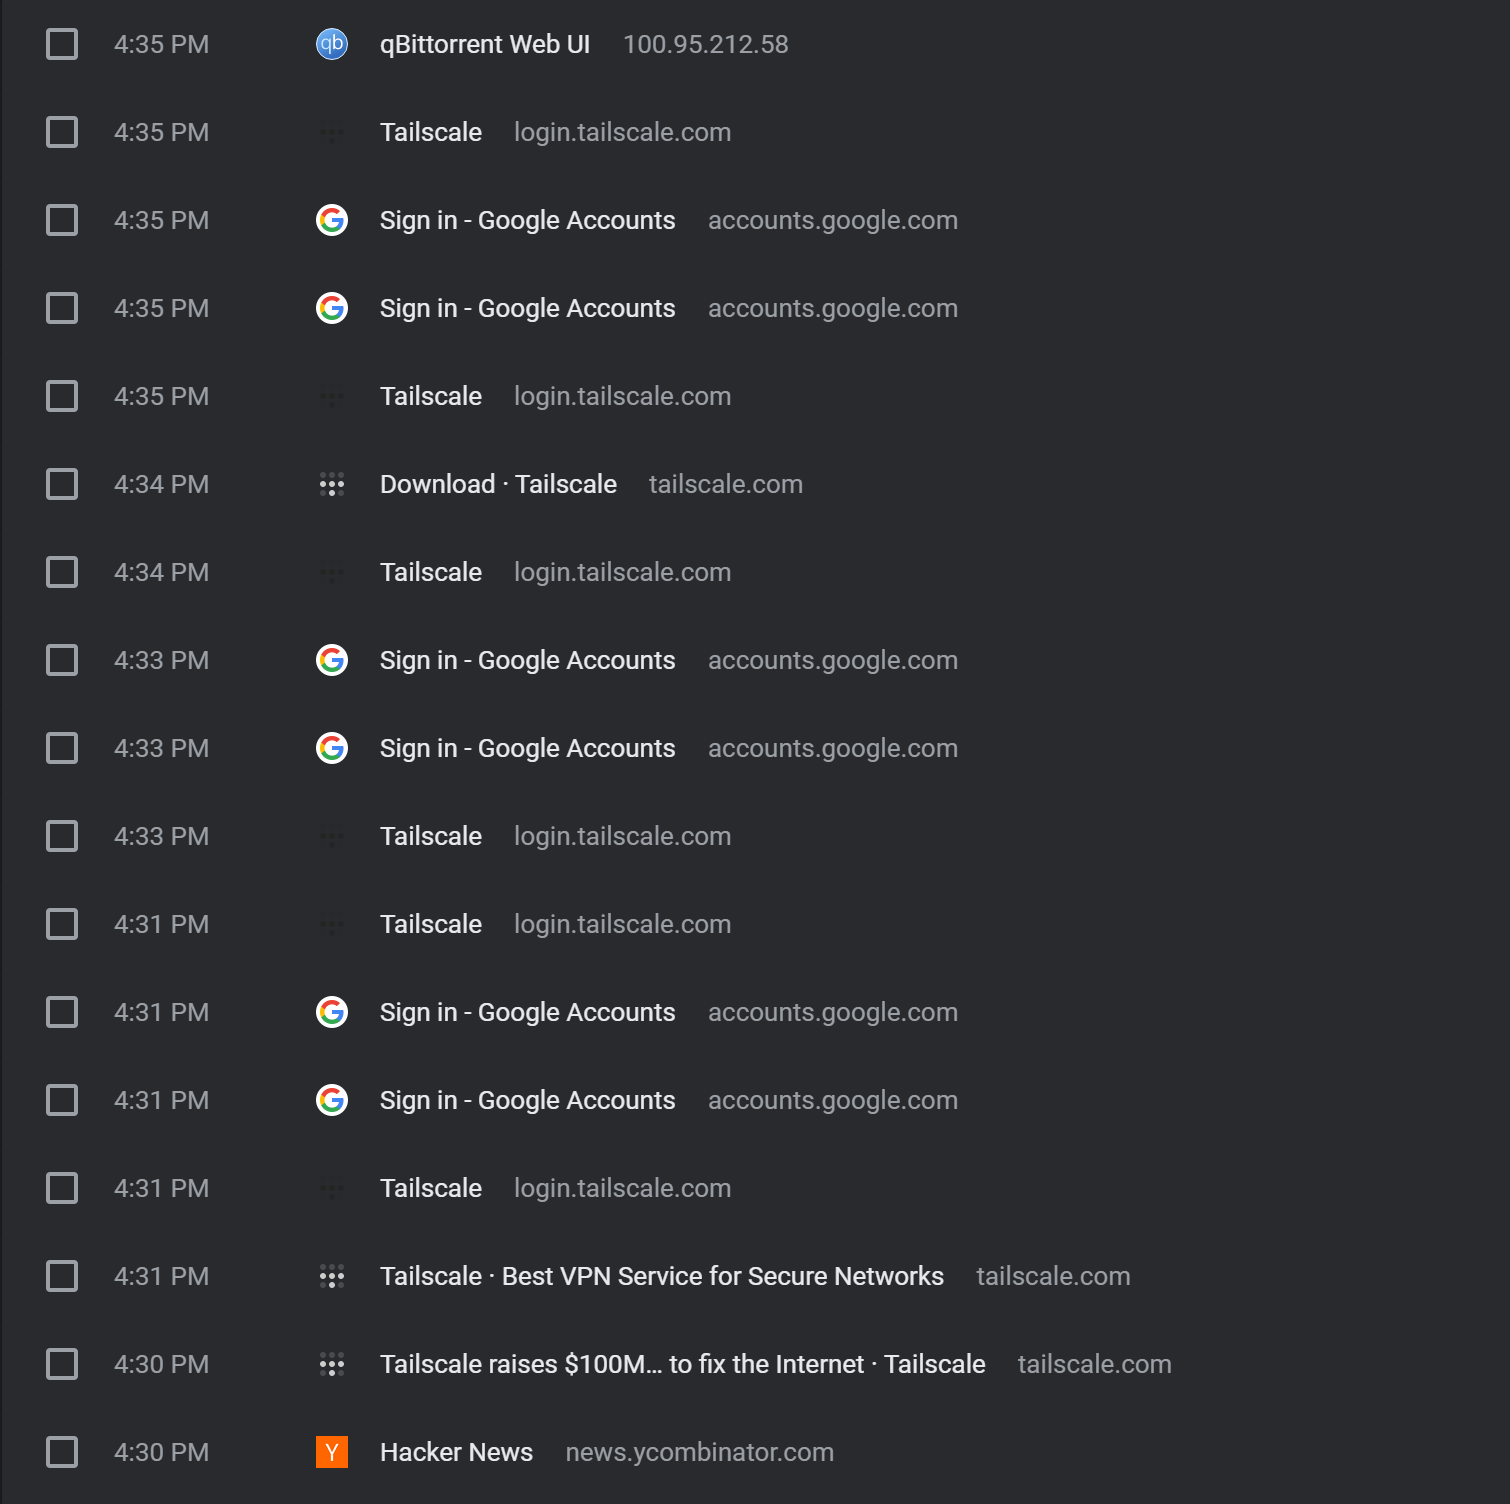 4:35 PM qb qBittorrent Web UI 100.95.212.58
4:35 PM Tailscale login.tailscale.com
4:35 PM G Sign in - Google Accounts accounts.google.com
4:35 PM G Sign in - Google Accounts accounts.google.com
4:35 PM Tailscale login.tailscale.com
4:34 PM Download · Tailscale tailscale.com
4:34 PM Tailscale login.tailscale.com
4:33 PM G Sign in - Google Accounts accounts.google.com
4:33 PM G Sign in - Google Accounts accounts.google.com
4:33 PM Tailscale login.tailscale.com
4:31 PM Tailscale login.tailscale.com
4:31 PM G Sign in - Google Accounts accounts.google.com
4:31 PM G Sign in - Google Accounts accounts.google.com
4:31 PM Tailscale login.tailscale.com
4:31 PM Tailscale · Best VPN Service for Secure Networks tailscale.com
4:30 PM Tailscale raises $100M… to fix the Internet · Tailscale tailscale.com
4:30 PM Y Hacker News news.ycombinator.com